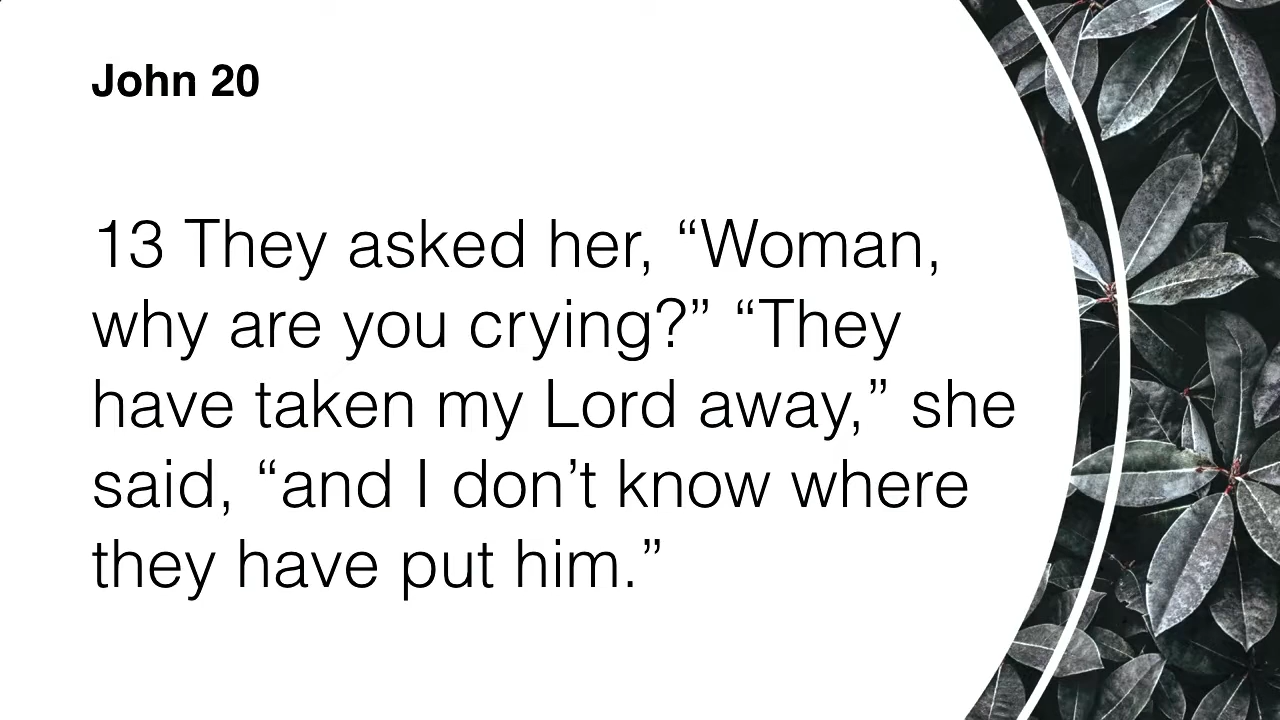 John 20
13 They asked her, “Woman,
why are you crying?” “They
have taken my Lord away,” she
said, “and I don’t know where
they have put him.”